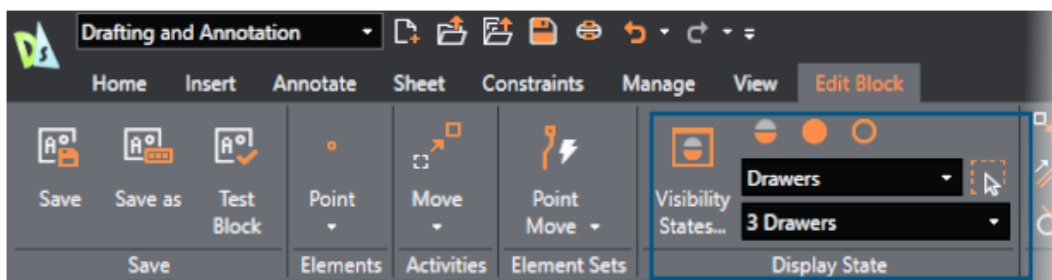 DS
Drafting and Annotation
Home Insert Annotate Sheet Constraints Manage View Edit Block
Save Save as Test Block Point Move Point Move Visibility States... Drawers
3 Drawers
Save Elements Activities Element Sets Display State